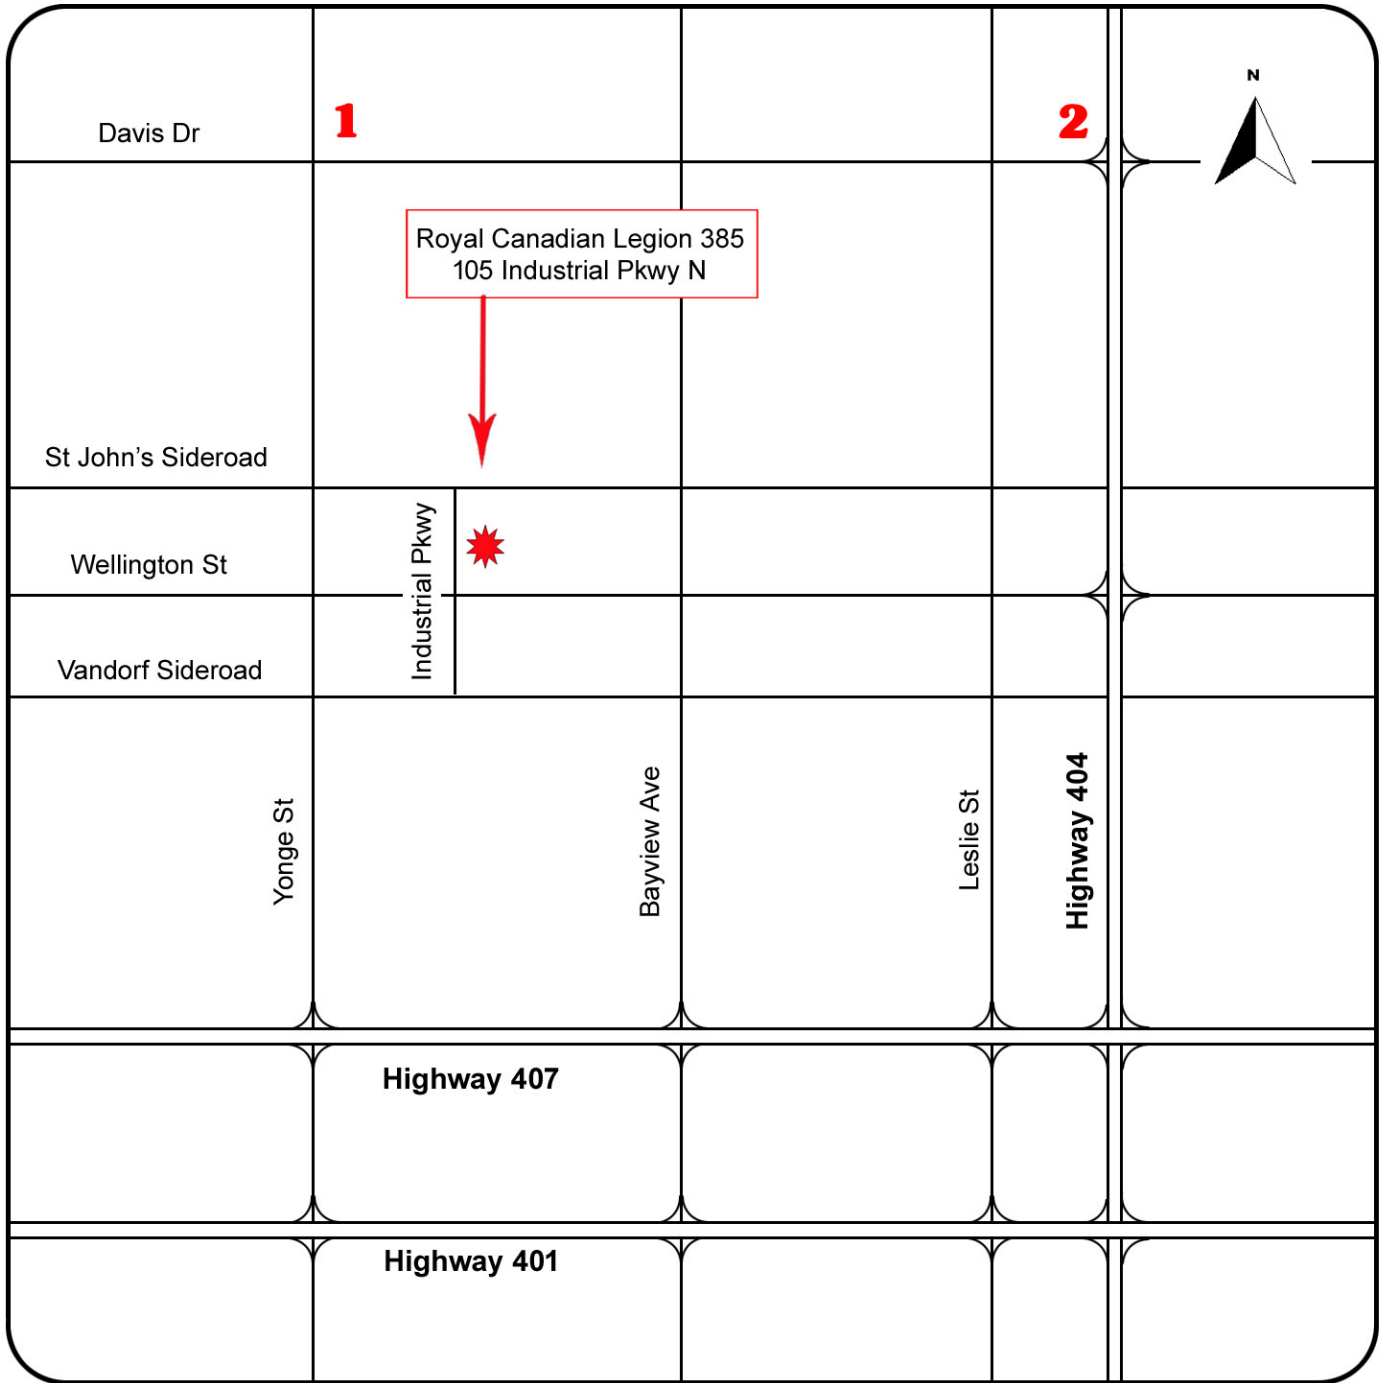 N
1
2
Davis Dr
Royal Canadian Legion 385
105 Industrial Pkwy N
St John’s Sideroad
Industrial Pkwy
Wellington St
Vandorf Sideroad
Yonge St
Bayview Ave
Leslie St
Highway 404
Highway 407
Highway 401